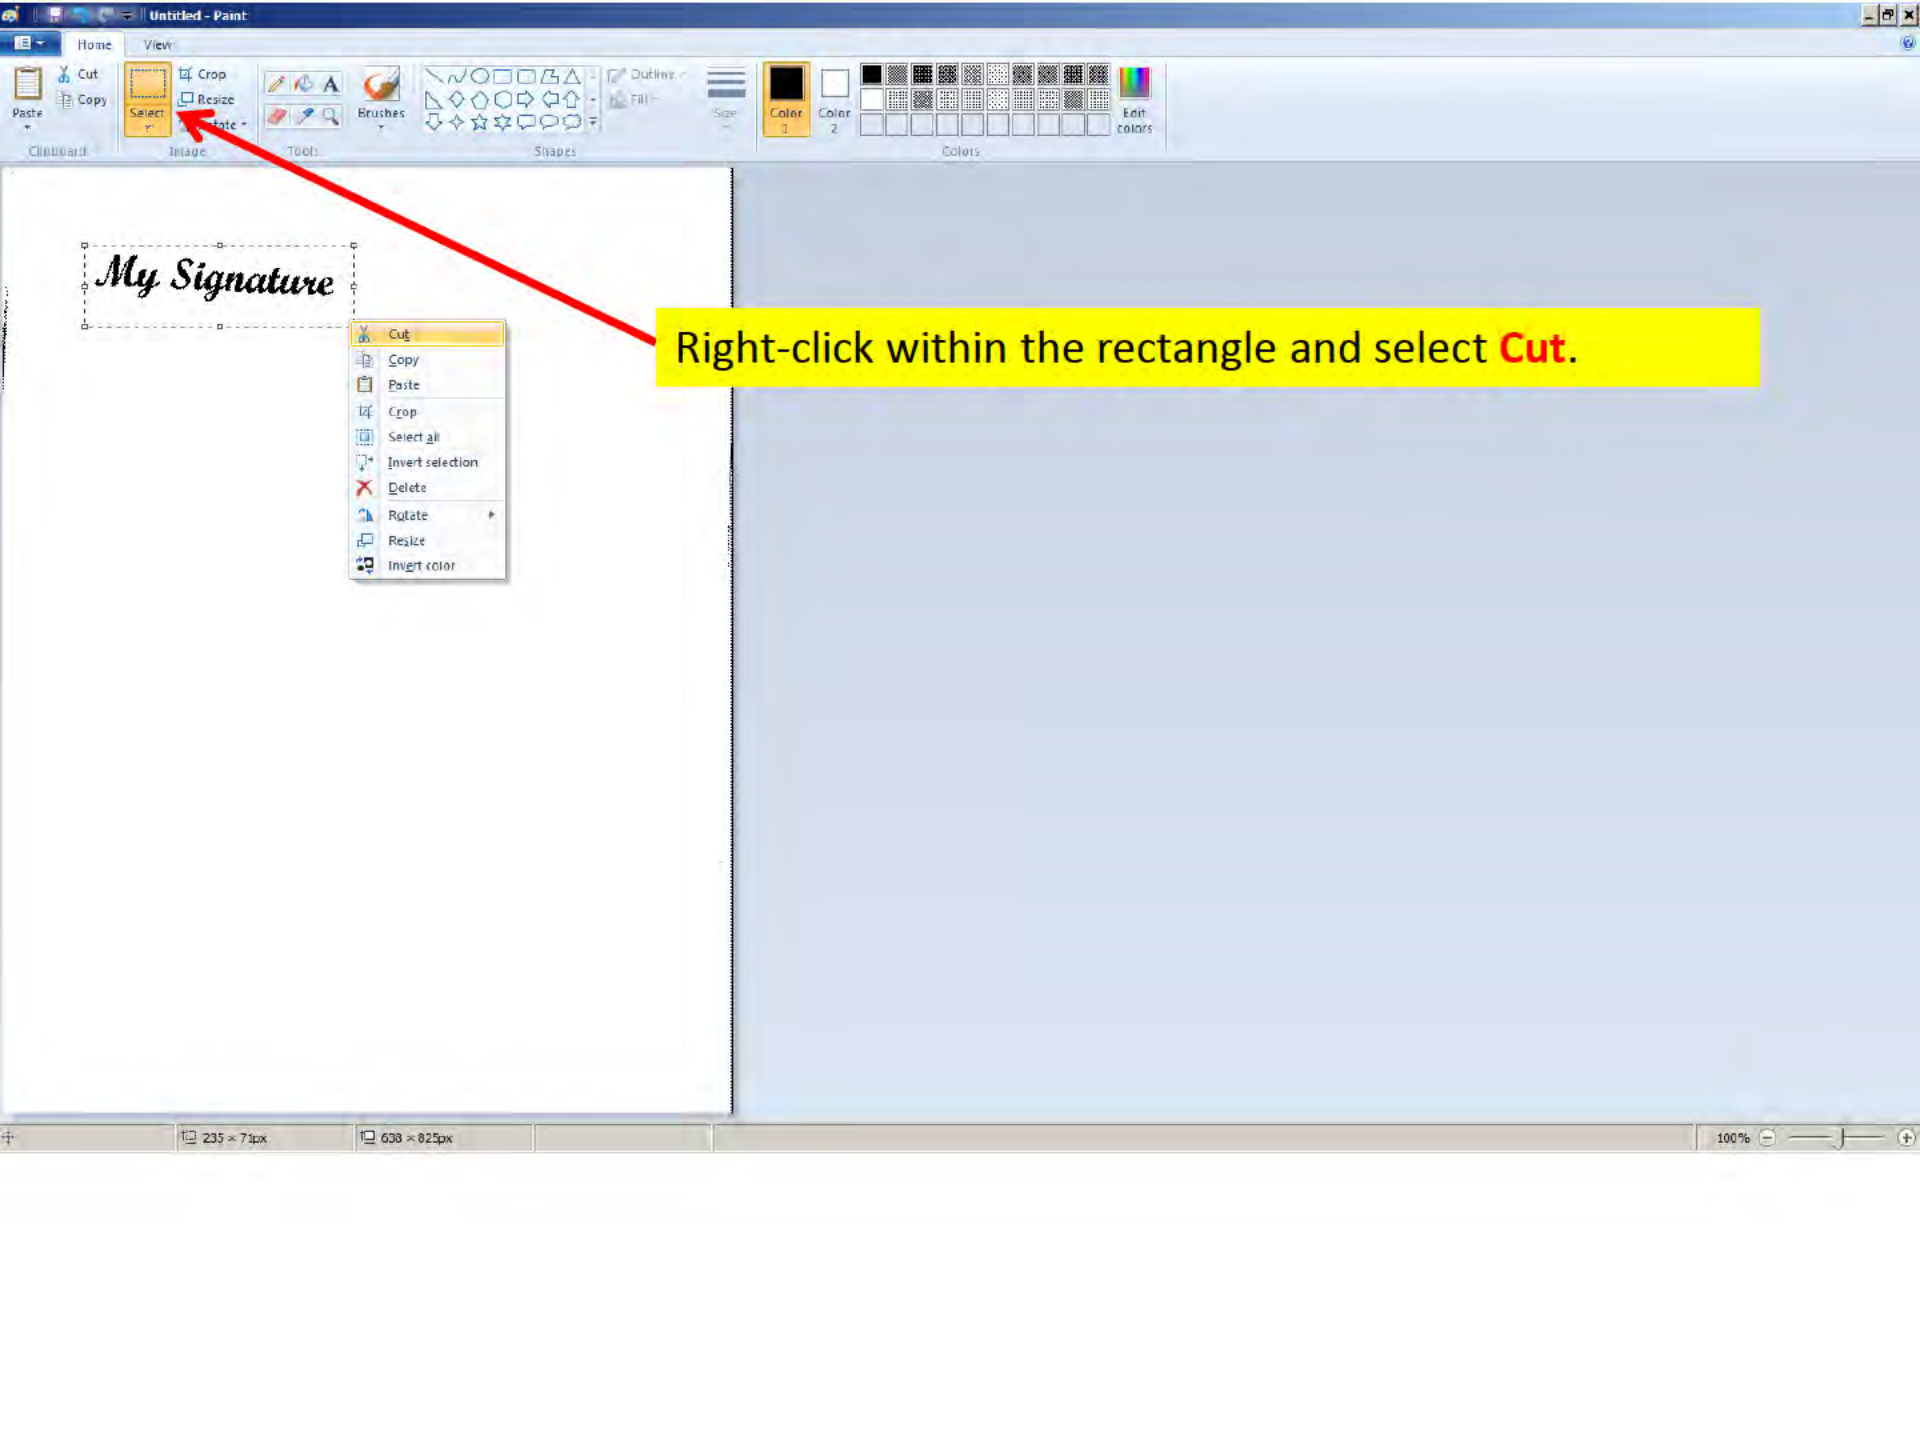 Untitled - Paint
Home View
Paste Cut Copy
Select Crop Resize
Brushes
Outline
Fill
Size
Color 1
Color 2
Edit colors
Clipboard Image Tools Shapes Colors
My Signature
Right-click within the rectangle and select Cut.
Cut
Copy
Paste
Crop
Select all
Invert selection
Delete
Rotate
Resize
Invert color
235 × 71px 638 × 825px 100%